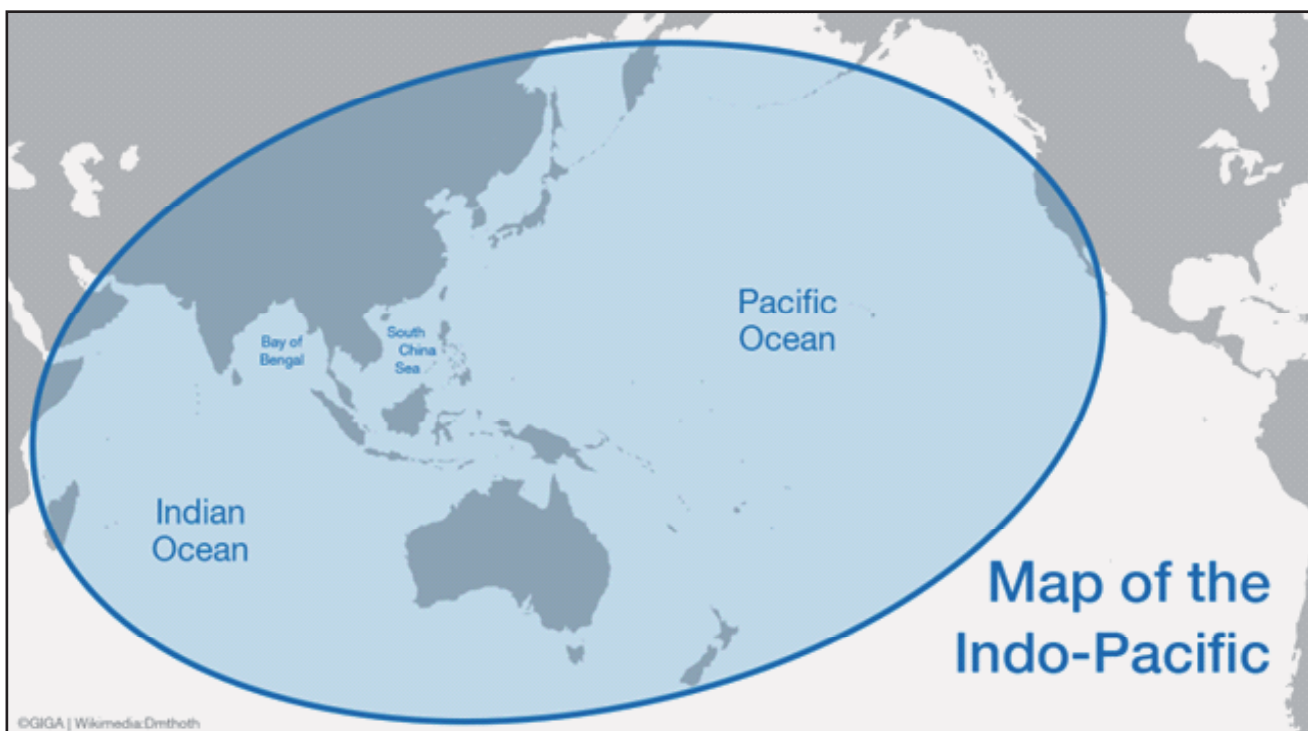 Pacific
Ocean
Bay of
Bengal
South
China
Sea
Indian
Ocean
Map of the
Indo-Pacific
©GIGA | Wikimedia:Dmthoth